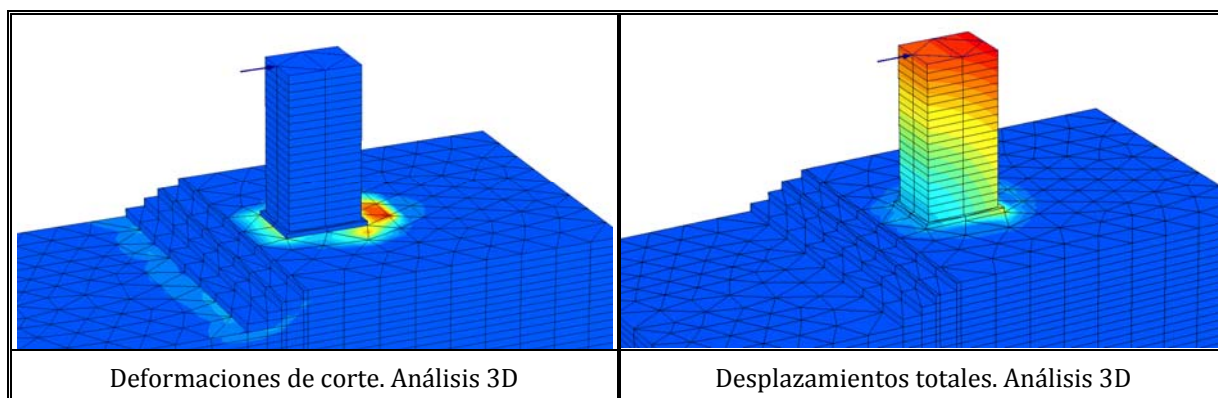 Deformaciones de corte. Análisis 3D
Desplazamientos totales. Análisis 3D